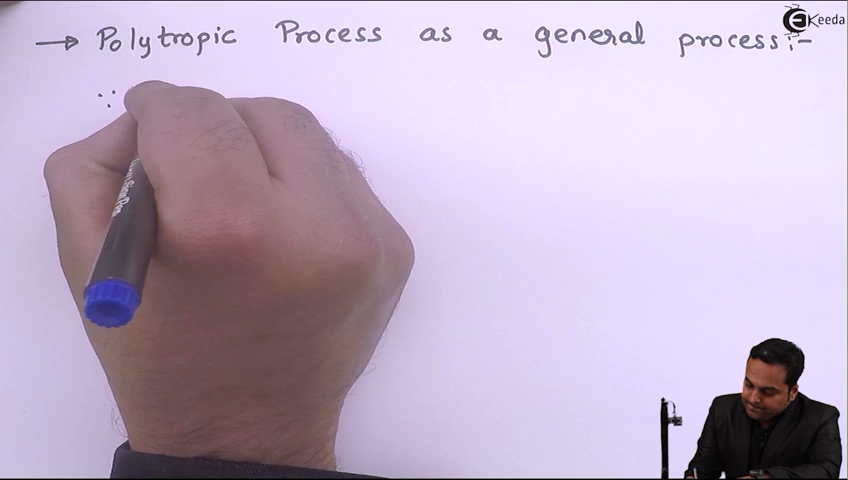 → Polytropic Process as a general process:-
∵
EKeeda